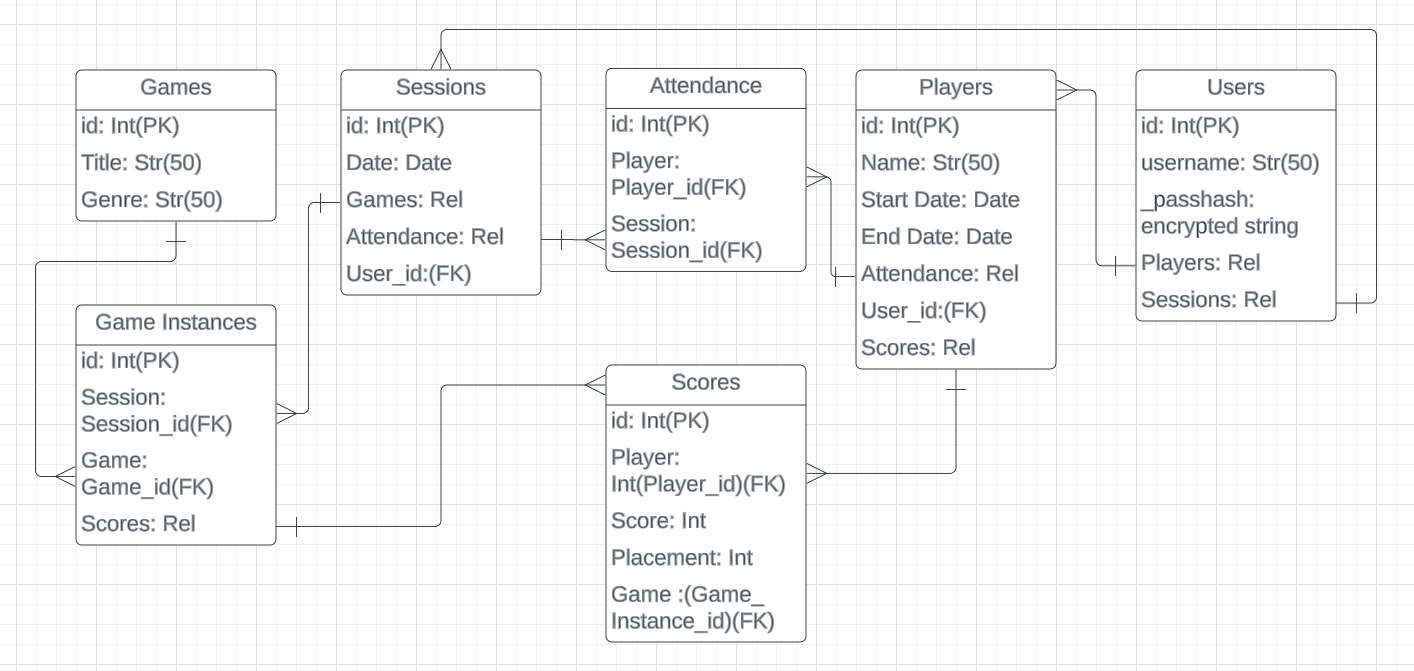 Games
id: Int(PK)
Title: Str(50)
Genre: Str(50)
Sessions
id: Int(PK)
Date: Date
Games: Rel
Attendance: Rel
User_id:(FK)
Attendance
id: Int(PK)
Player:
Player_id(FK)
Session:
Session_id(FK)
Players
id: Int(PK)
Name: Str(50)
Start Date: Date
End Date: Date
Attendance: Rel
User_id:(FK)
Scores: Rel
Users
id: Int(PK)
username: Str(50)
_passhash:
encrypted string
Players: Rel
Sessions: Rel
Game Instances
id: Int(PK)
Session:
Session_id(FK)
Game:
Game_id(FK)
Scores: Rel
Scores
id: Int(PK)
Player:
Int(Player_id)(FK)
Score: Int
Placement: Int
Game :(Game_
Instance_id)(FK)